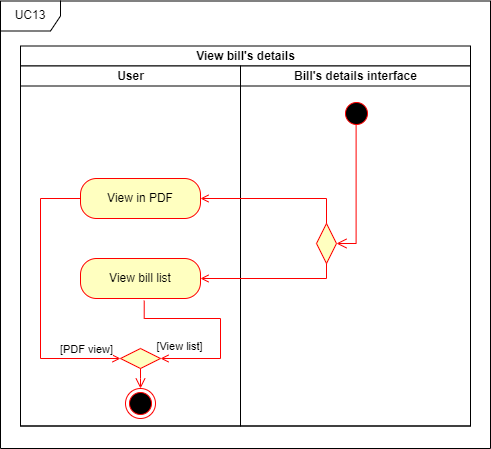 UC13
View bill's details
User
Bill's details interface
View in PDF
View bill list
[PDF view]
[View list]